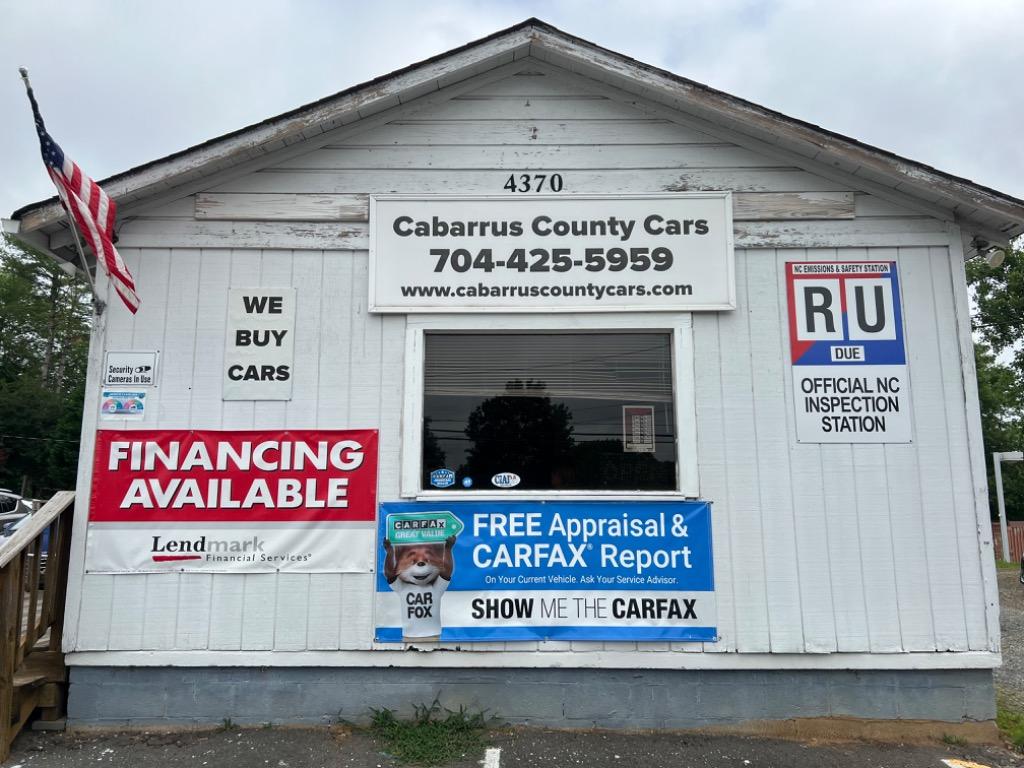 4370
Cabarrus County Cars
704-425-5959
www.cabarruscountycars.com
WE
BUY
CARS
Security
Cameras In Use
NC EMISSIONS & SAFETY STATION
R U
DUE
OFFICIAL NC
INSPECTION
STATION
FINANCING
AVAILABLE
Lendmark
Financial Services®
CIADA
CARFAX
GREAT VALUE
CAR
FOX
FREE Appraisal &
CARFAX® Report
On Your Current Vehicle. Ask Your Service Advisor.
SHOW ME THE CARFAX